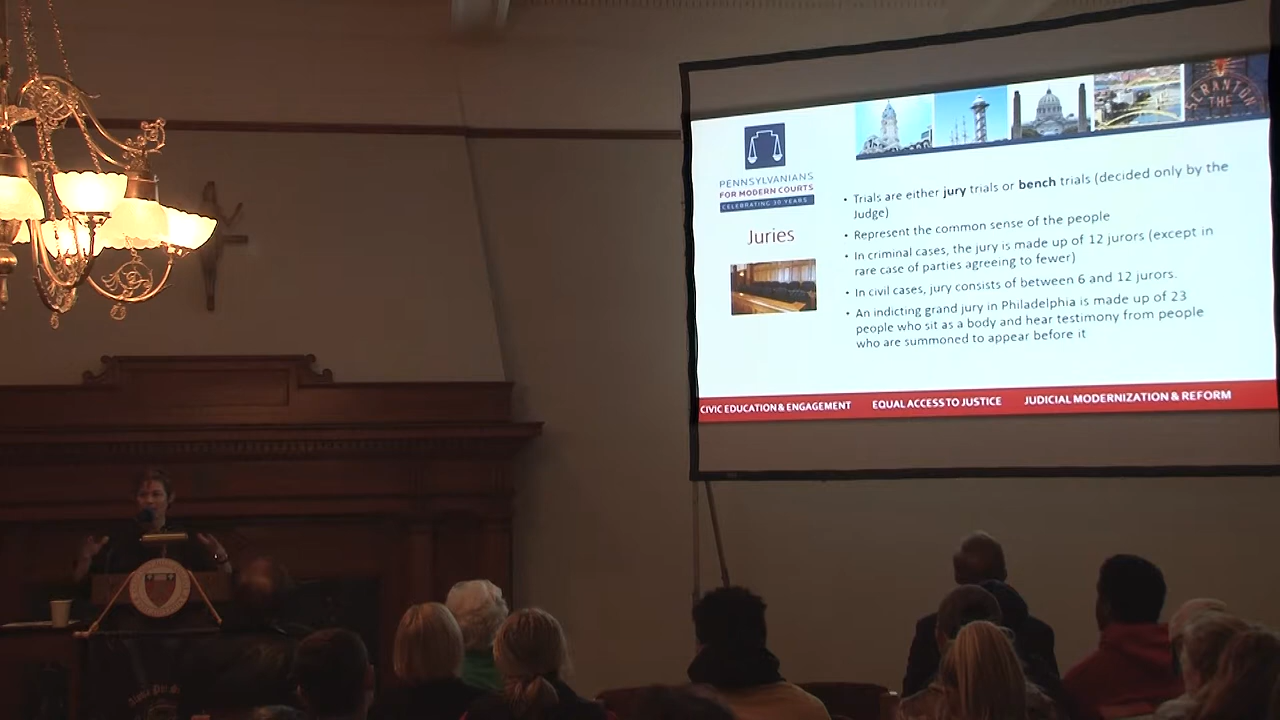 SCRANTON
THE
PENNSYLVANIANS
FOR MODERN COURTS
CELEBRATING 30 YEARS
Juries
• Trials are either jury trials or bench trials (decided only by the
Judge)
• Represent the common sense of the people
• In criminal cases, the jury is made up of 12 jurors (except in
rare case of parties agreeing to fewer)
• In civil cases, jury consists of between 6 and 12 jurors.
• An indicting grand jury in Philadelphia is made up of 23
people who sit as a body and hear testimony from people
who are summoned to appear before it
CIVIC EDUCATION & ENGAGEMENT EQUAL ACCESS TO JUSTICE JUDICIAL MODERNIZATION & REFORM